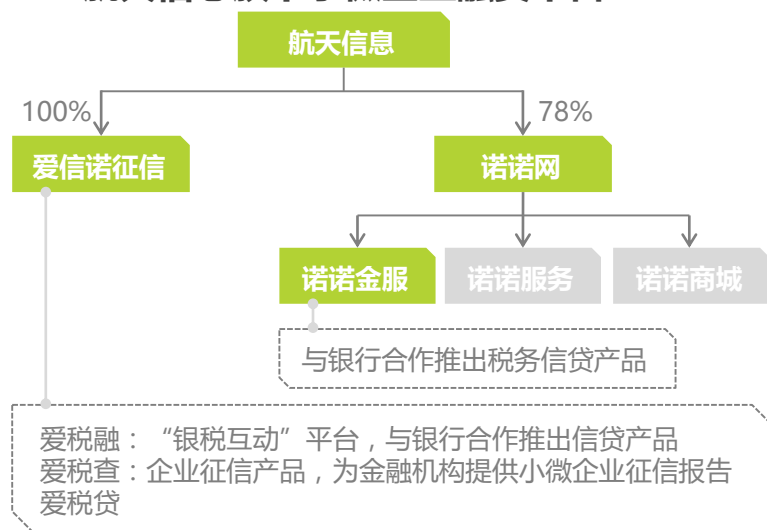 航天信息
100%
78%
爱信诺征信
诺诺网
诺诺金服
诺诺服务
诺诺商城
与银行合作推出税务信贷产品
爱税融：“银税互动”平台，与银行合作推出信贷产品
爱税查：企业征信产品，为金融机构提供小微企业征信报告
爱税贷